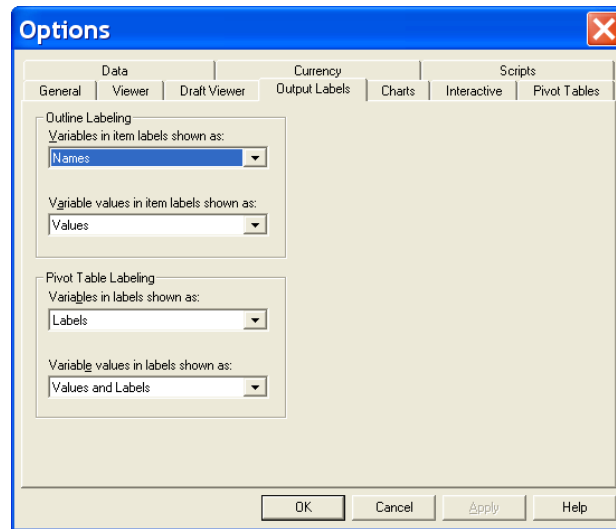 Options
Data Currency Scripts
General Viewer Draft Viewer Output Labels Charts Interactive Pivot Tables
Outline Labeling
Variables in item labels shown as:
Names
Variable values in item labels shown as:
Values
Pivot Table Labeling
Variables in labels shown as:
Labels
Variable values in labels shown as:
Values and Labels
OK Cancel Apply Help